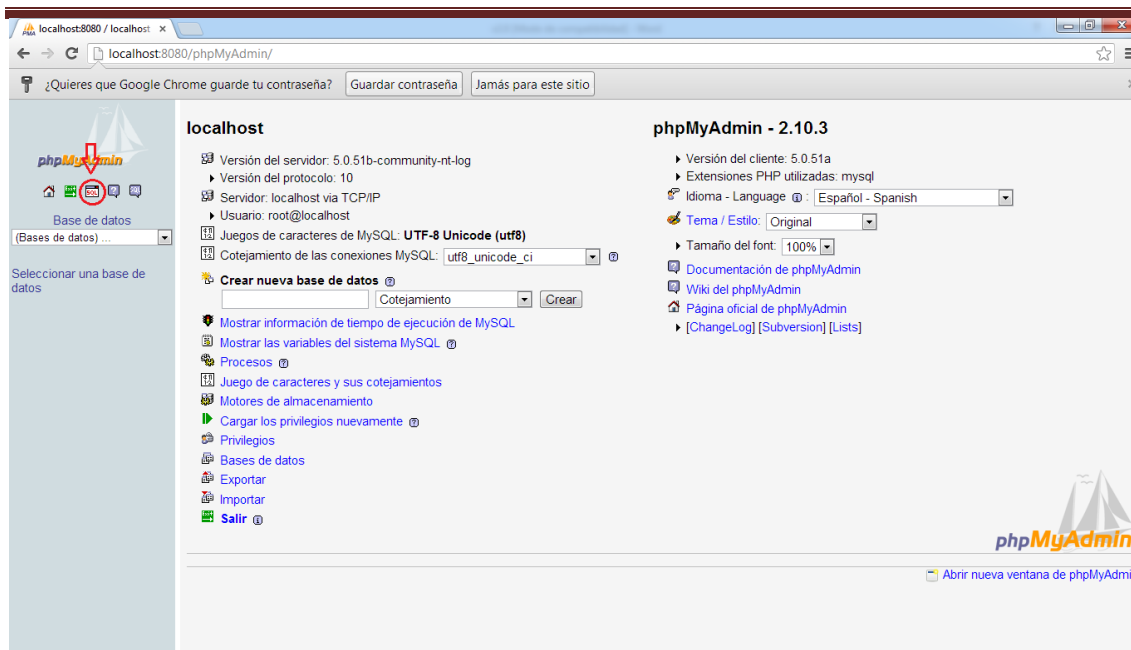 localhost:8080 / localhost
localhost:8080/phpMyAdmin/
¿Quieres que Google Chrome guarde tu contraseña? Guardar contraseña Jamás para este sitio
phpMyAdmin
SQL
Base de datos
(Bases de datos) ...
Seleccionar una base de
datos
localhost
Versión del servidor: 5.0.51b-community-nt-log
Versión del protocolo: 10
Servidor: localhost via TCP/IP
Usuario: root@localhost
Juegos de caracteres de MySQL: UTF-8 Unicode (utf8)
Cotejamiento de las conexiones MySQL: utf8_unicode_ci
Crear nueva base de datos
Cotejamiento Crear
Mostrar información de tiempo de ejecución de MySQL
Mostrar las variables del sistema MySQL
Procesos
Juego de caracteres y sus cotejamientos
Motores de almacenamiento
Cargar los privilegios nuevamente
Privilegios
Bases de datos
Exportar
Importar
Salir
phpMyAdmin - 2.10.3
Versión del cliente: 5.0.51a
Extensiones PHP utilizadas: mysql
Idioma - Language : Español - Spanish
Tema / Estilo: Original
Tamaño del font: 100%
Documentación de phpMyAdmin
Wiki del phpMyAdmin
Página oficial de phpMyAdmin
[ChangeLog] [Subversion] [Lists]
phpMyAdmin
Abrir nueva ventana de phpMyAdmi